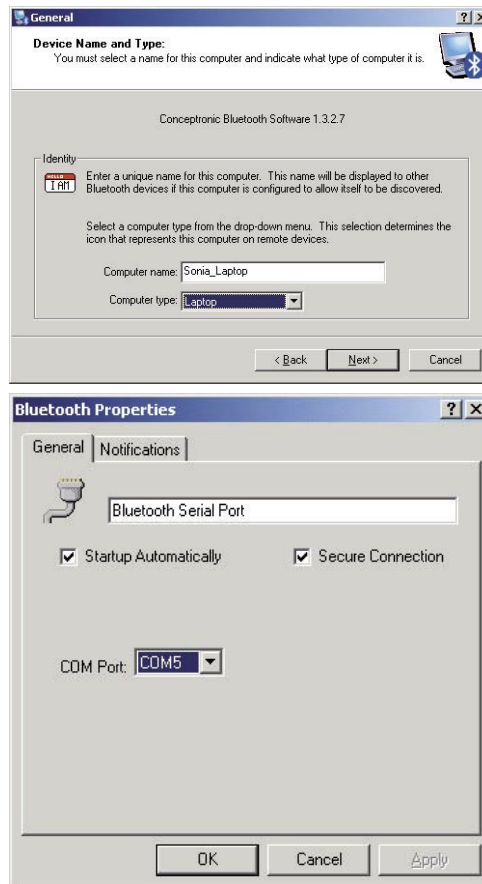 General
Device Name and Type:
You must select a name for this computer and indicate what type of computer it is.
Conceptronic Bluetooth Software 1.3.2.7
Identity
HELLO
I AM
Enter a unique name for this computer. This name will be displayed to other
Bluetooth devices if this computer is configured to allow itself to be discovered.
Select a computer type from the drop-down menu. This selection determines the
icon that represents this computer on remote devices.
Computer name: Sonia_Laptop
Computer type: Laptop
< Back Next > Cancel
Bluetooth Properties
General Notifications
Bluetooth Serial Port
Startup Automatically Secure Connection
COM Port: COM5
OK Cancel Apply